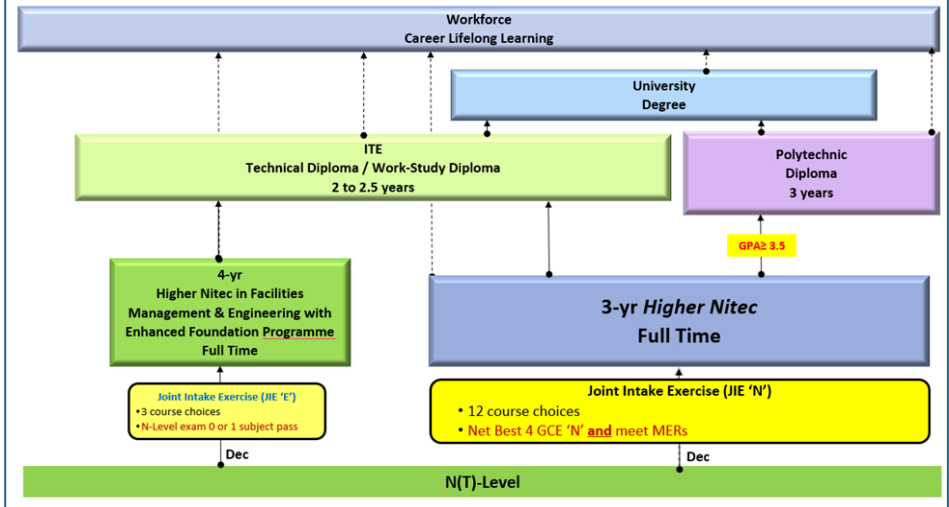 Workforce
Career Lifelong Learning
University
Degree
ITE
Technical Diploma / Work-Study Diploma
2 to 2.5 years
Polytechnic
Diploma
3 years
GPA≥ 3.5
4-yr
Higher Nitec in Facilities
Management & Engineering with
Enhanced Foundation Programme
Full Time
3-yr Higher Nitec
Full Time
Joint Intake Exercise (JIE ‘E’)
•3 course choices
•N-Level exam 0 or 1 subject pass
Joint Intake Exercise (JIE ‘N’)
• 12 course choices
• Net Best 4 GCE ‘N’ and meet MERs
Dec
Dec
N(T)-Level